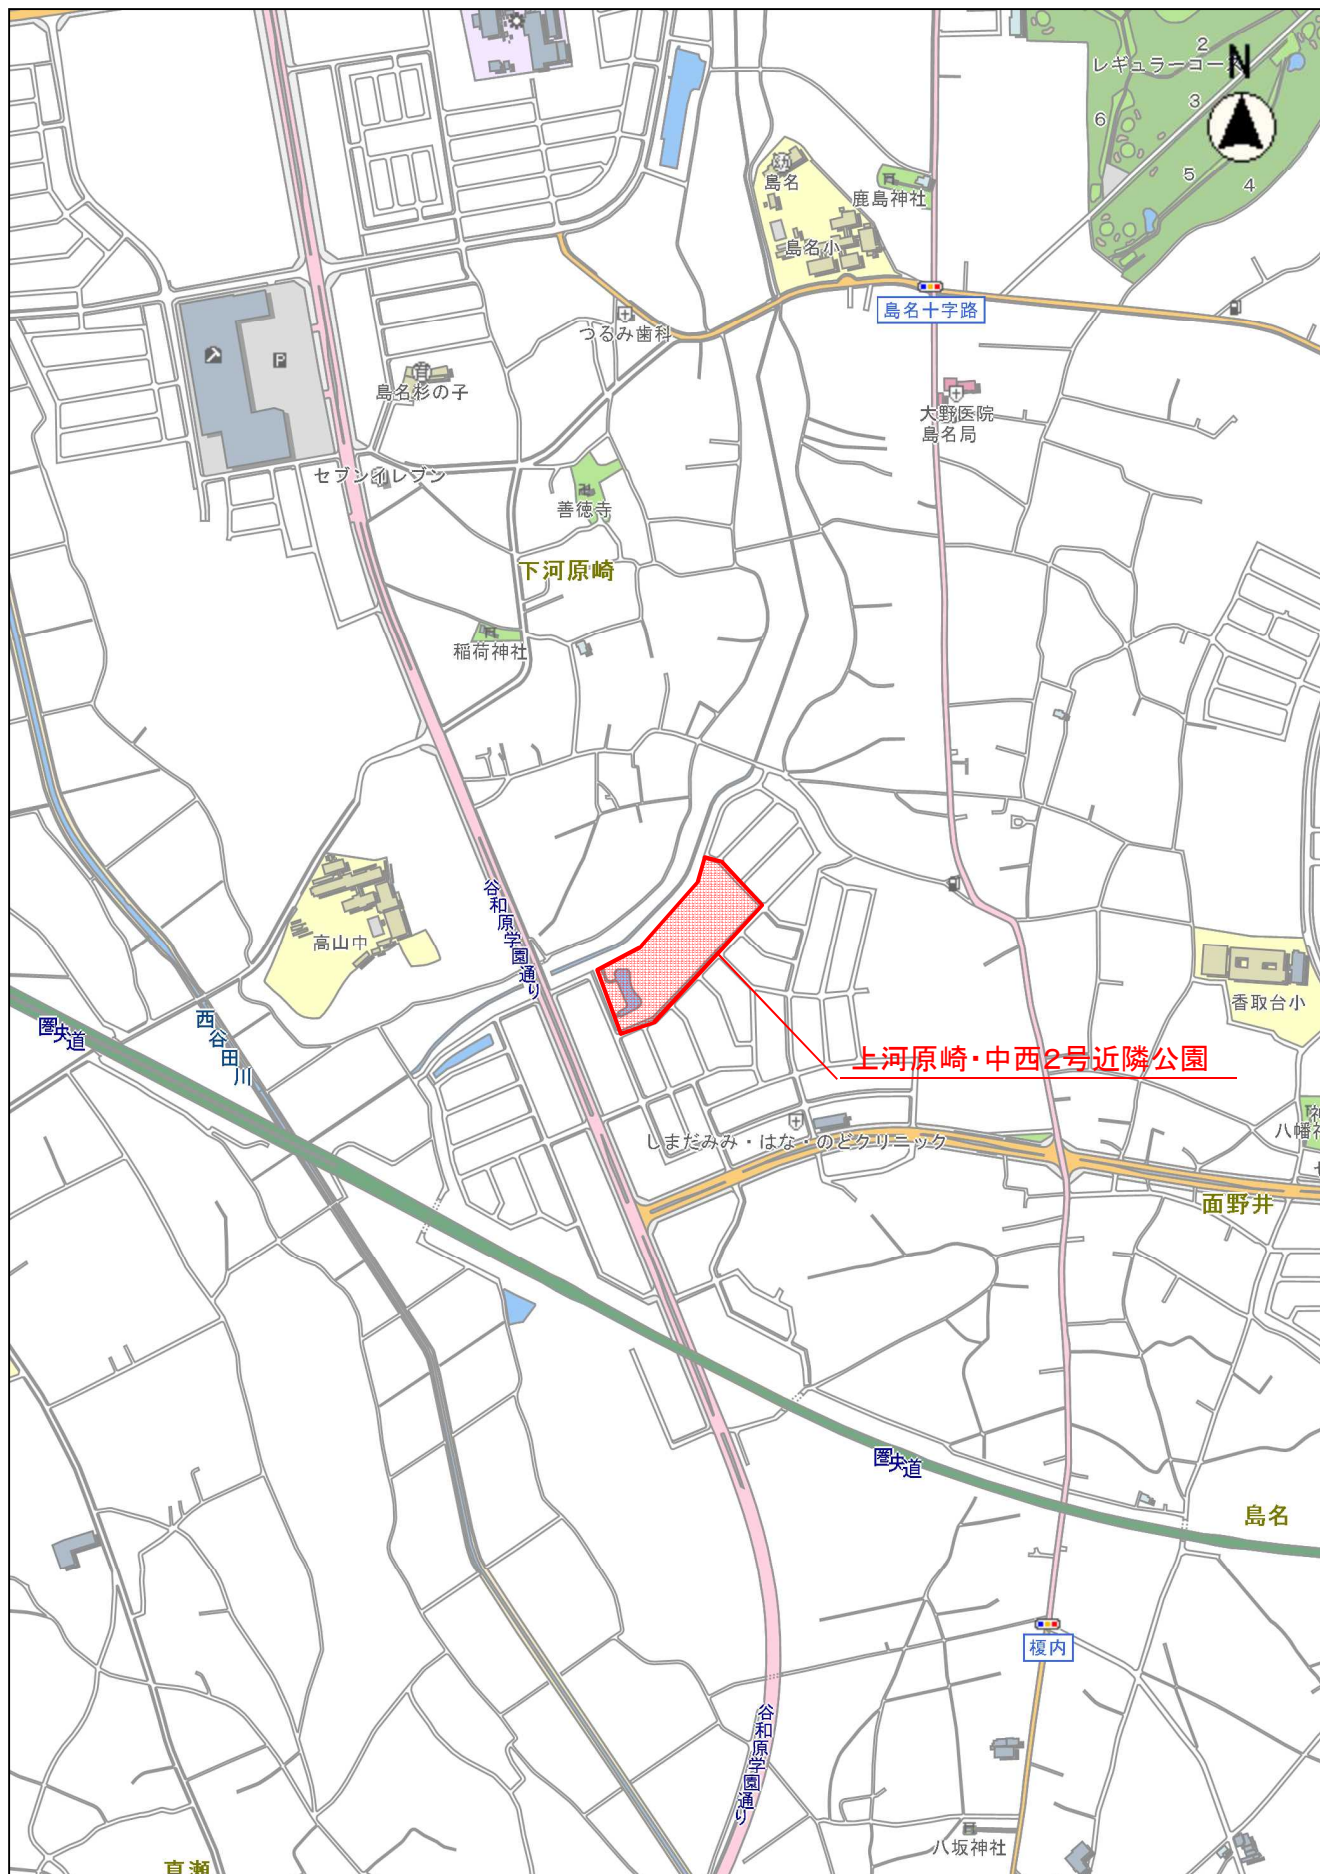 2
レギュラーコース
N
3
6
5
4
島名
鹿島神社
島名小
島名十字路
つるみ歯科
P
島名杉の子
大野医院
島名局
セブンイレブン
善徳寺
下河原崎
稲荷神社
谷和原学園通り
高山中
香取台小
圏央道
西谷田川
上河原崎・中西2号近隣公園
しまだみみ・はな・のどクリニック
八幡神
面野井
圏央道
島名
榎内
谷和原学園通り
八坂神社
真瀬